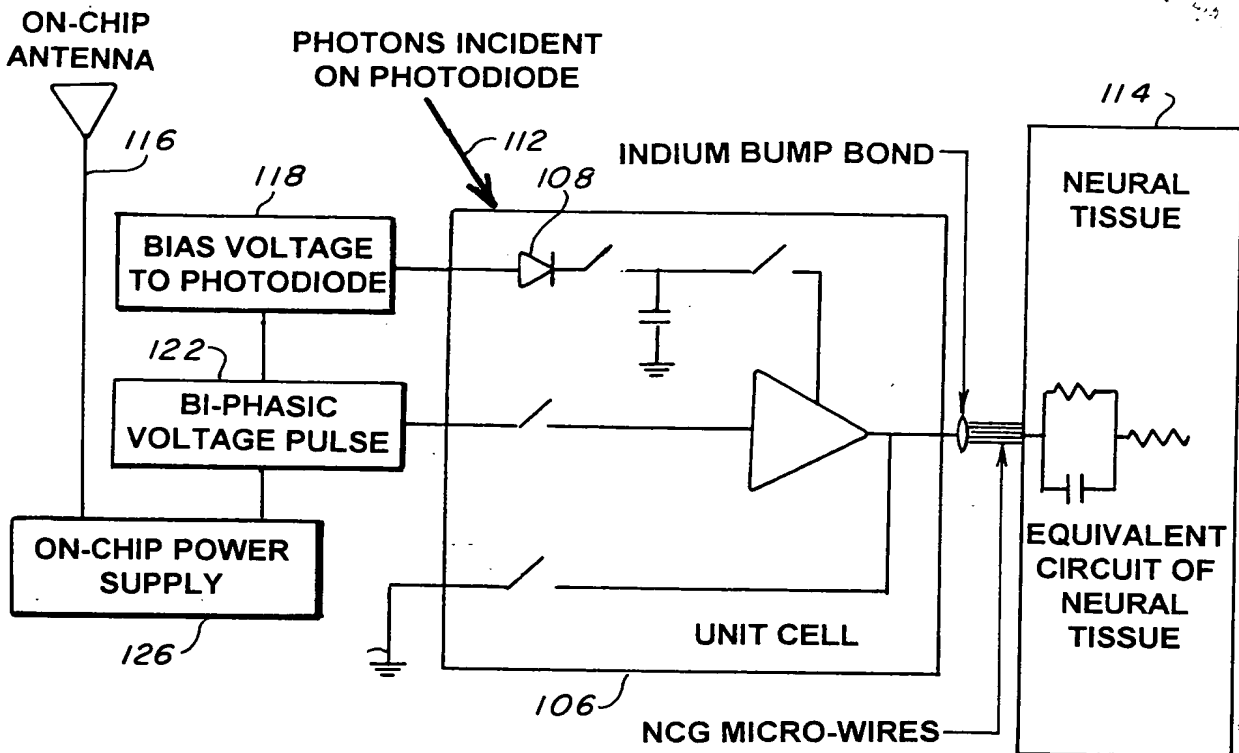 ON-CHIP
ANTENNA
116
PHOTONS INCIDENT
ON PHOTODIODE
112
118
BIAS VOLTAGE
TO PHOTODIODE
108
INDIUM BUMP BOND
114
NEURAL
TISSUE
122
BI-PHASIC
VOLTAGE PULSE
ON-CHIP POWER
SUPPLY
126
UNIT CELL
106
NCG MICRO-WIRES
EQUIVALENT
CIRCUIT OF
NEURAL
TISSUE